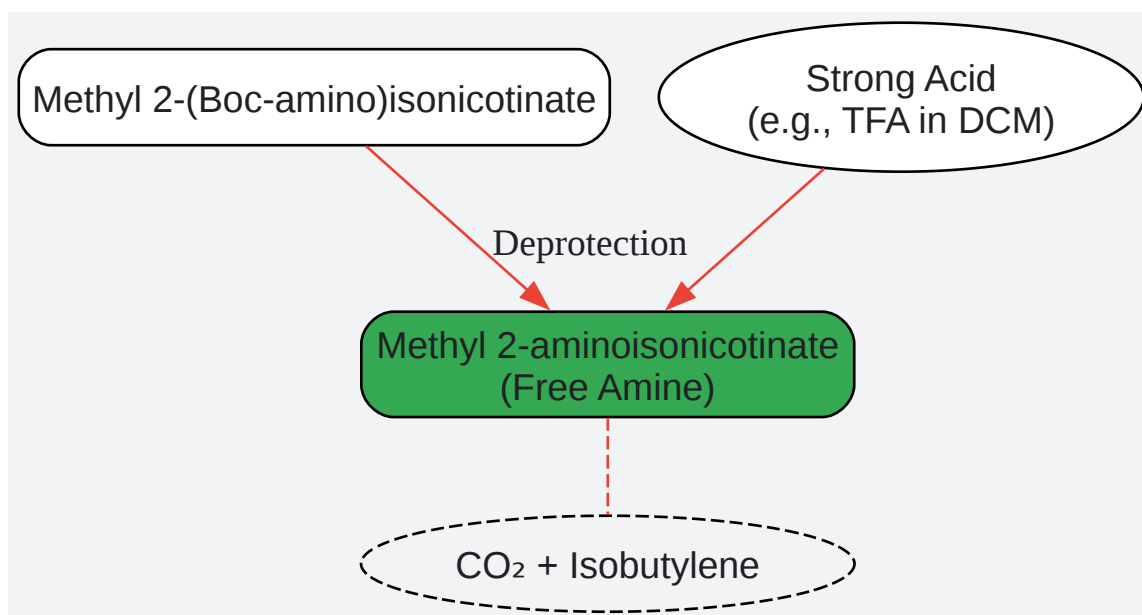 Methyl 2-(Boc-amino)isonicotinate
Strong Acid
(e.g., TFA in DCM)
Deprotection
Methyl 2-aminoisonicotinate
(Free Amine)
CO₂ + Isobutylene